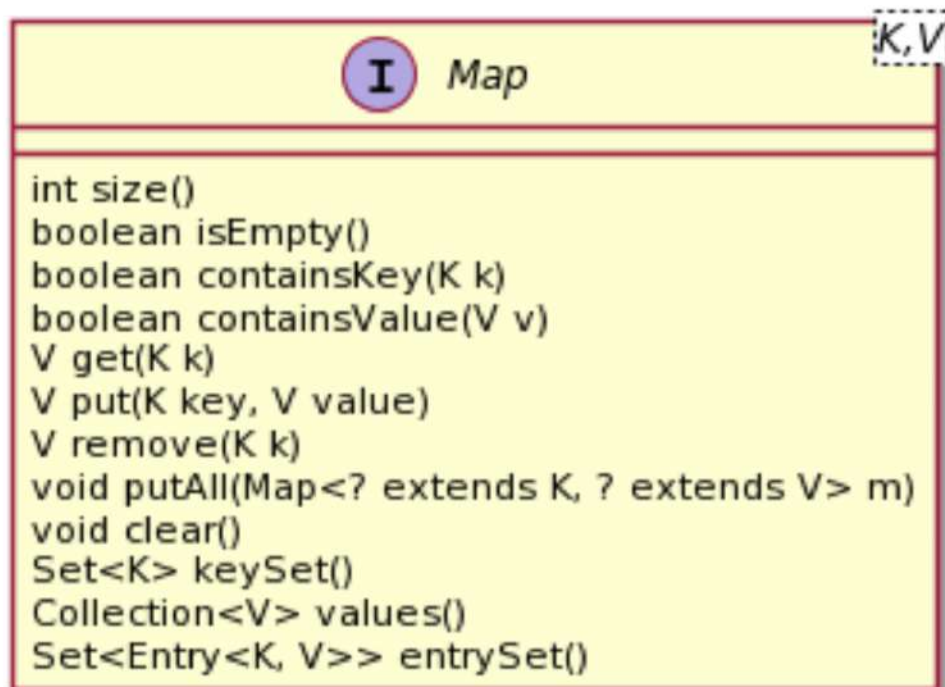 K,V
I Map
int size()
boolean isEmpty()
boolean containsKey(K k)
boolean containsValue(V v)
V get(K k)
V put(K key, V value)
V remove(K k)
void putAll(Map<? extends K, ? extends V> m)
void clear()
Set<K> keySet()
Collection<V> values()
Set<Entry<K, V>> entrySet()